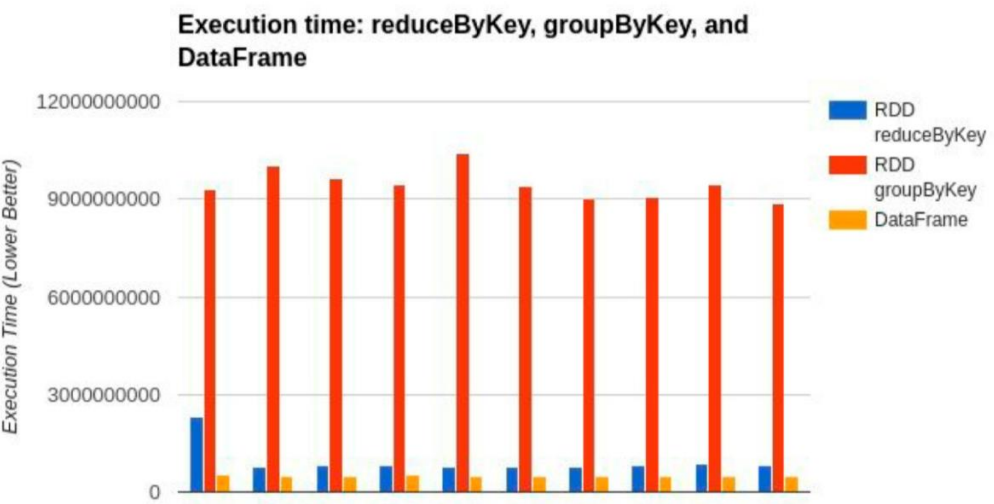 Execution time: reduceByKey, groupByKey, and
DataFrame
12000000000
9000000000
6000000000
3000000000
0
Execution Time (Lower Better)
RDD
reduceByKey
RDD
groupByKey
DataFrame